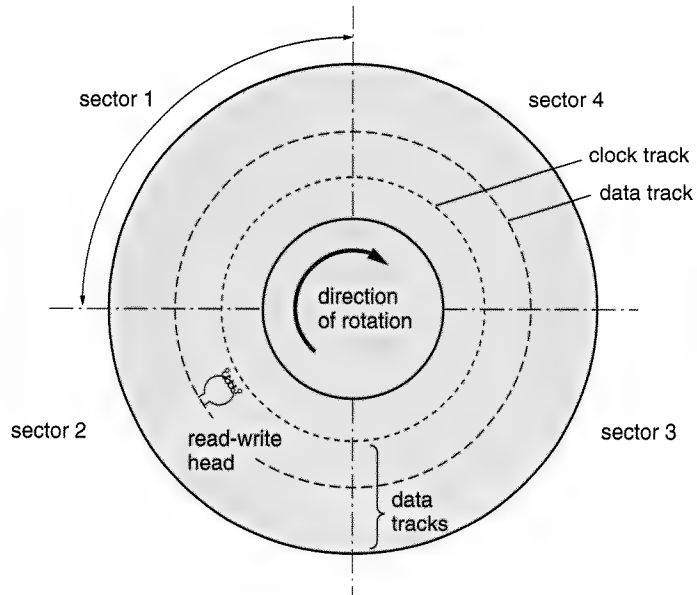 sector 1
sector 4
clock track
data track
direction
of rotation
sector 2
read-write
head
sector 3
data
tracks